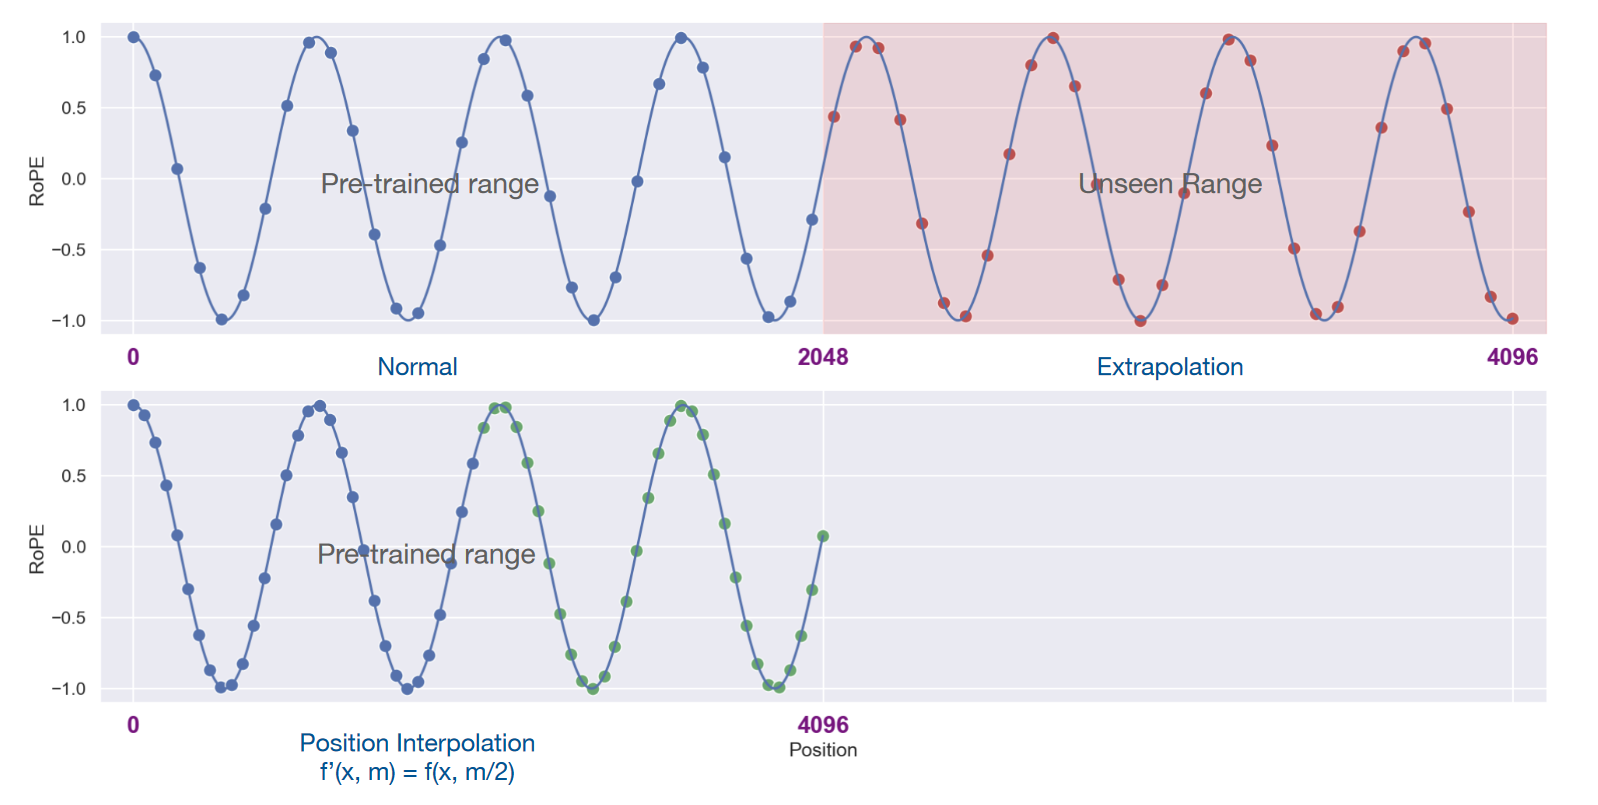 1.0
0.5
0.0
−0.5
−1.0
RoPE
Pre-trained range
Unseen Range
0
2048
4096
Normal
Extrapolation
1.0
0.5
0.0
−0.5
−1.0
RoPE
Pre-trained range
0
4096
Position
Position Interpolation
f’(x, m) = f(x, m/2)